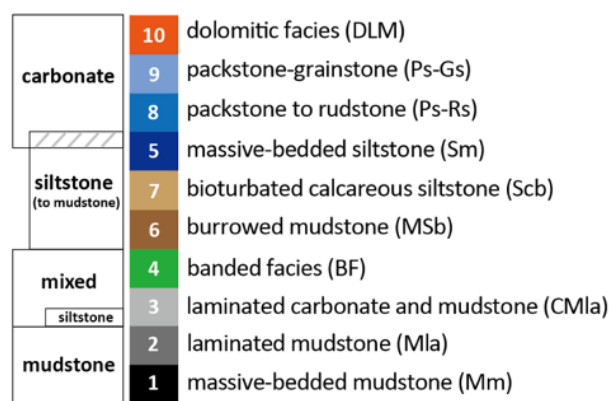 carbonate
siltstone
(to mudstone)
mixed
siltstone
mudstone
10 dolomitic facies (DLM)
9 packstone-grainstone (Ps-Gs)
8 packstone to rudstone (Ps-Rs)
5 massive-bedded siltstone (Sm)
7 bioturbated calcareous siltstone (Scb)
6 burrowed mudstone (MSb)
4 banded facies (BF)
3 laminated carbonate and mudstone (CMla)
2 laminated mudstone (Mla)
1 massive-bedded mudstone (Mm)